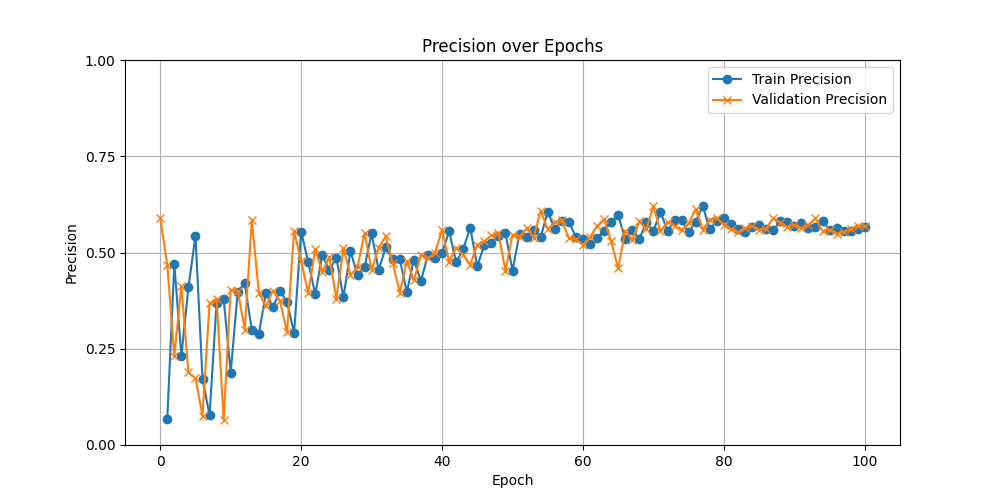 Precision over Epochs
1.00
0.75
0.50
0.25
0.00
Precision
Train Precision
Validation Precision
0 20 40 60 80 100
Epoch